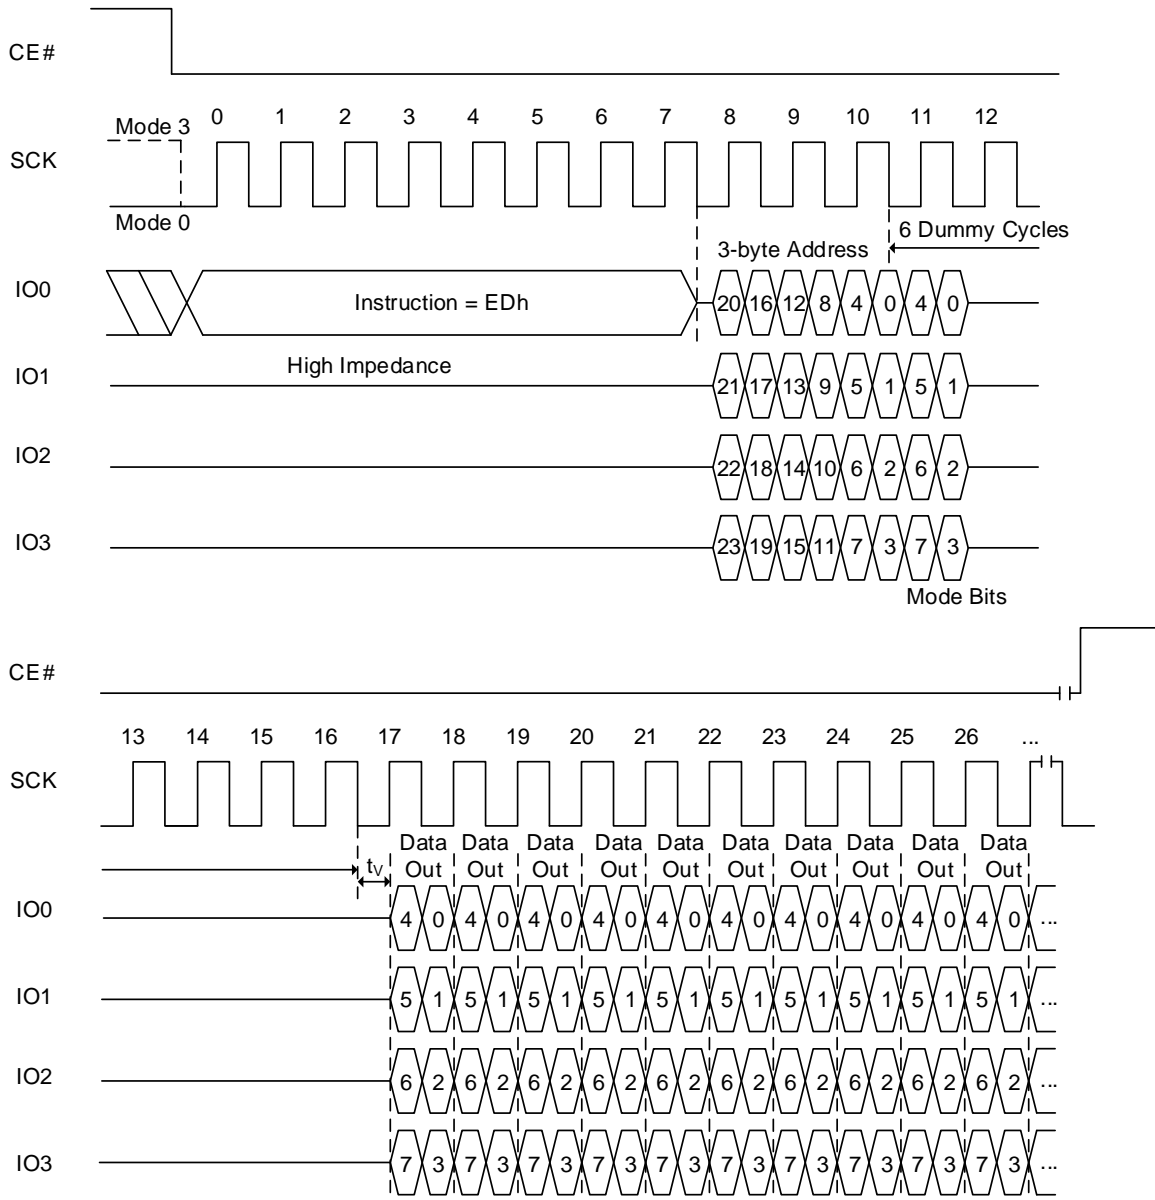 CE#
Mode 3 0 1 2 3 4 5 6 7 8 9 10 11 12
SCK
Mode 0
6 Dummy Cycles
3-byte Address
IO0 Instruction = EDh 20 16 12 8 4 0 4 0
High Impedance
IO1 21 17 13 9 5 1 5 1
IO2 22 18 14 10 6 2 6 2
IO3 23 19 15 11 7 3 7 3
Mode Bits
CE#
13 14 15 16 17 18 19 20 21 22 23 24 25 26 ...
SCK
Data Data Data Data Data Data Data Data Data Data
tV Out Out Out Out Out Out Out Out Out Out
IO0 4 0 4 0 4 0 4 0 4 0 4 0 4 0 4 0 4 0 4 0 ...
IO1 5 1 5 1 5 1 5 1 5 1 5 1 5 1 5 1 5 1 5 1 ...
IO2 6 2 6 2 6 2 6 2 6 2 6 2 6 2 6 2 6 2 6 2 ...
IO3 7 3 7 3 7 3 7 3 7 3 7 3 7 3 7 3 7 3 7 3 ...